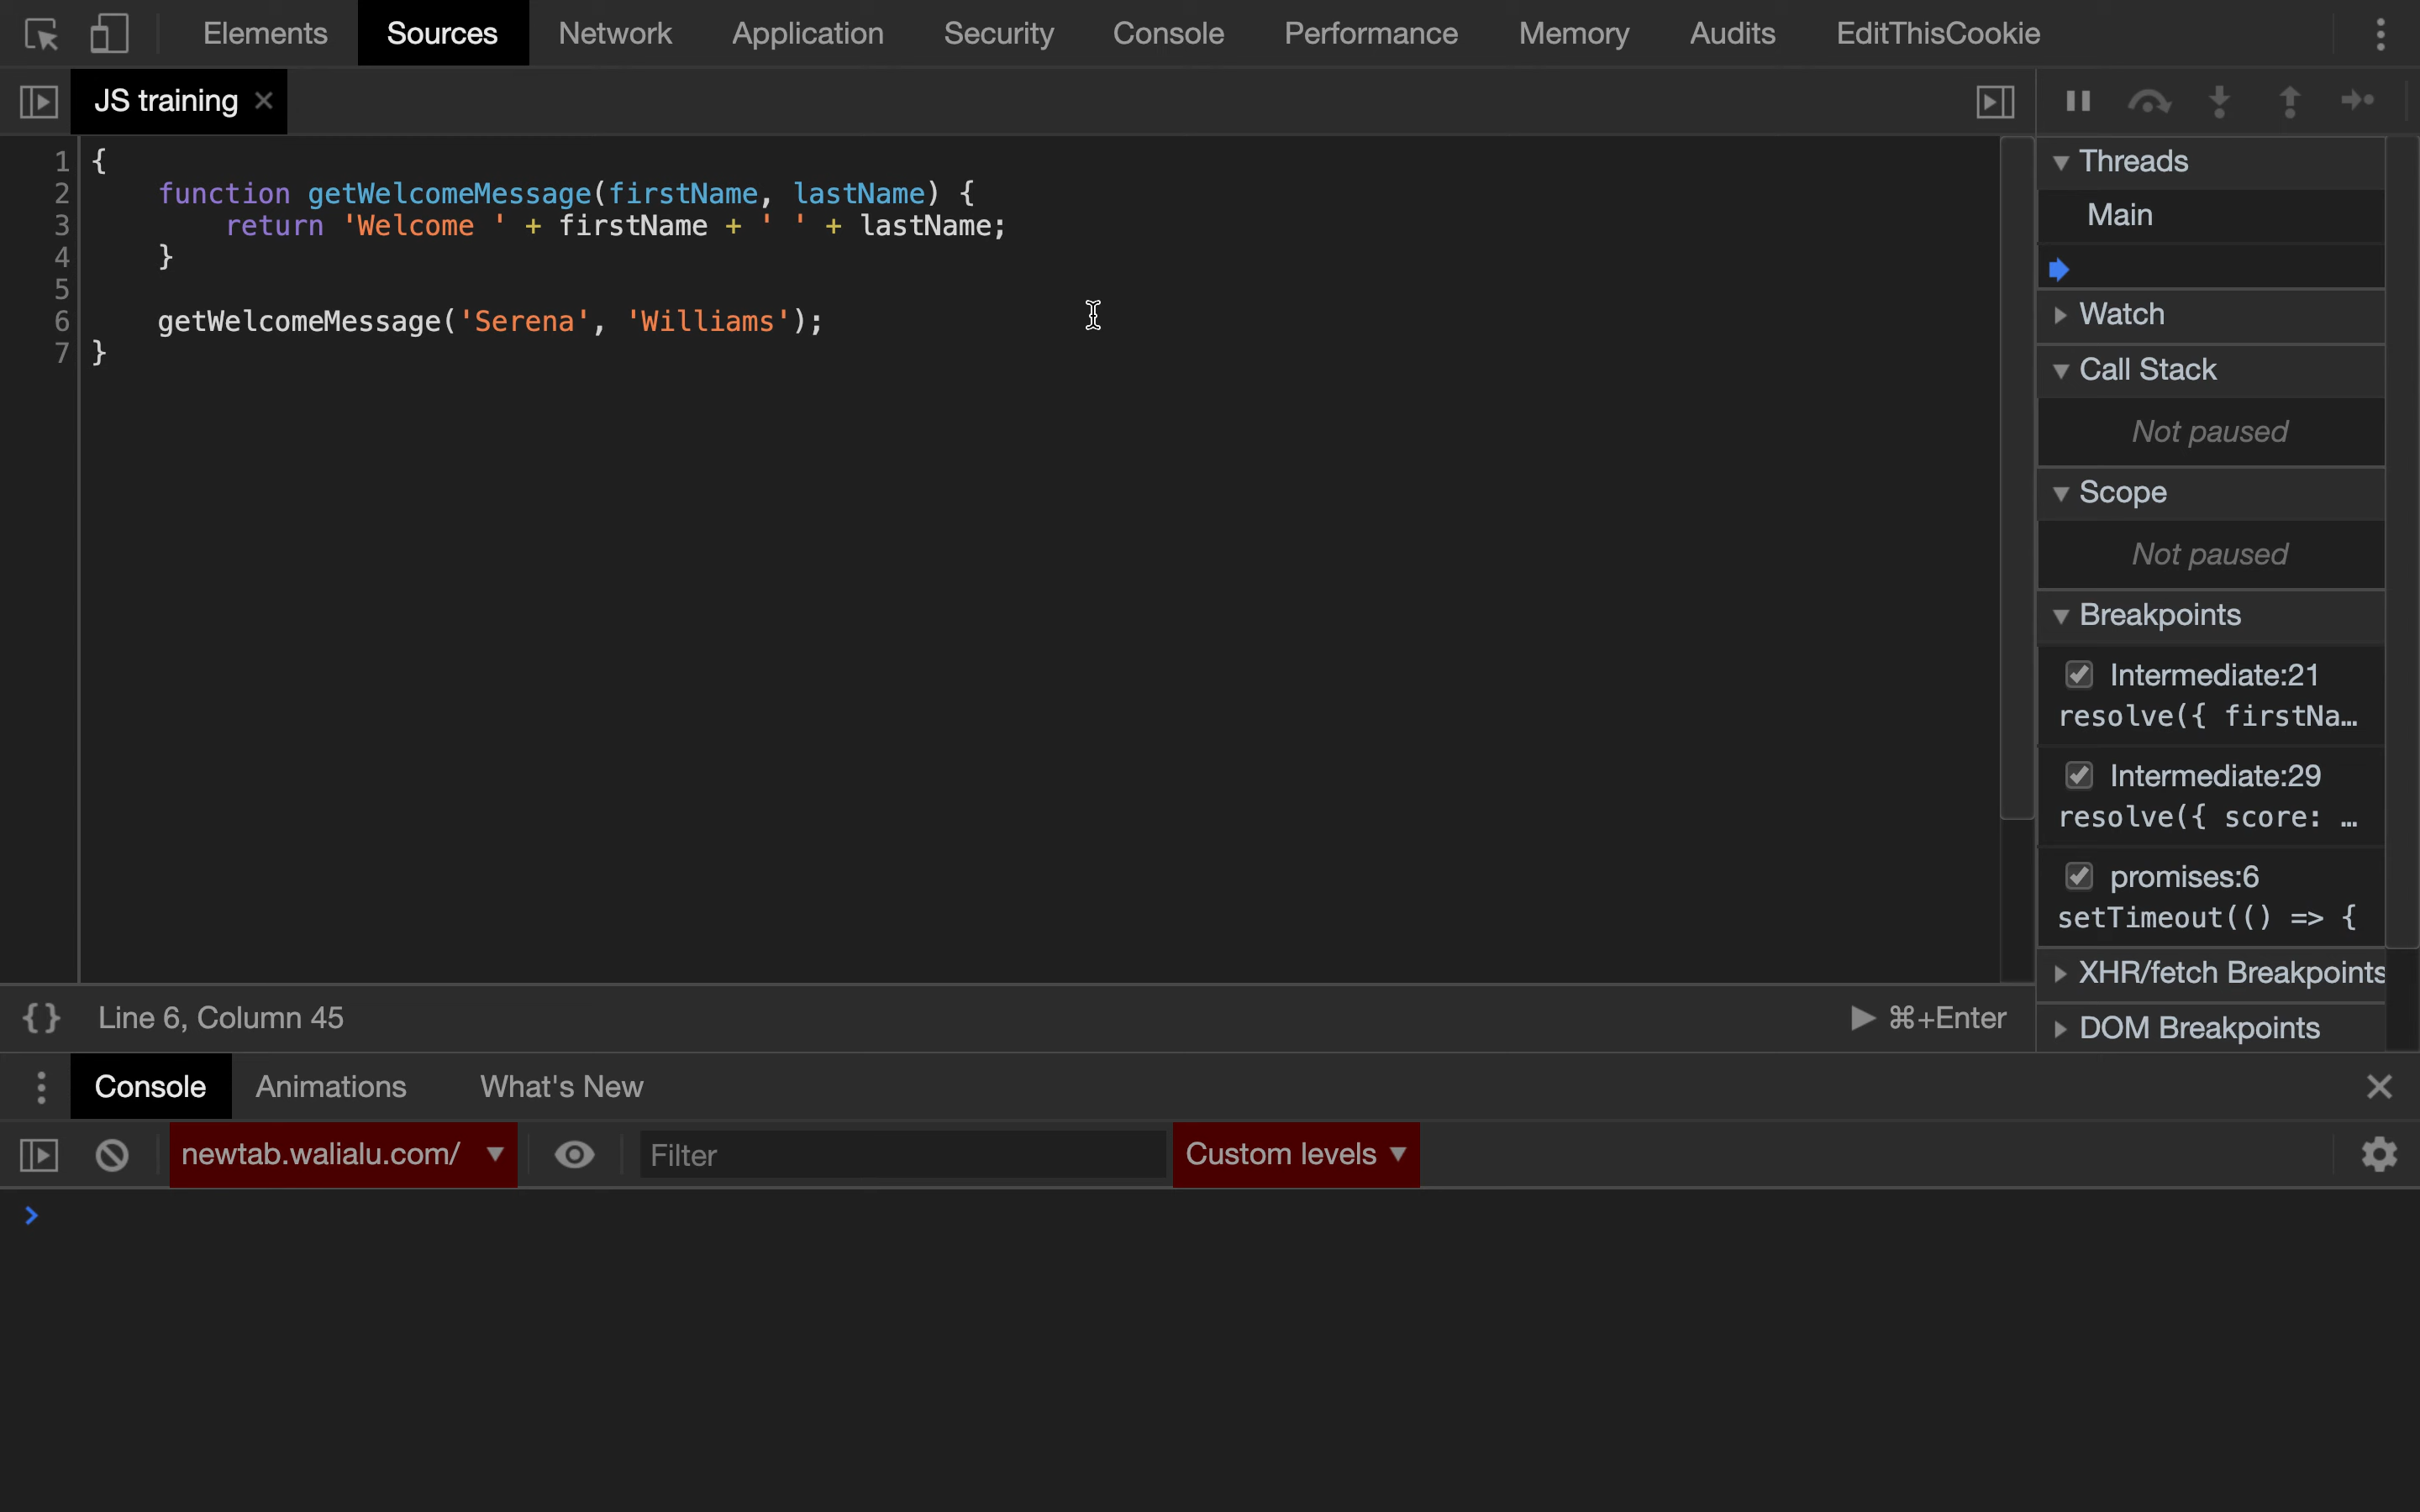 Elements Sources Network Application Security Console Performance Memory Audits EditThisCookie
JS training
1 {
2     function getWelcomeMessage(firstName, lastName) {
3         return 'Welcome ' + firstName + ' ' + lastName;
4     }
5
6     getWelcomeMessage('Serena', 'Williams');
7 }
Threads
Main
Watch
Call Stack
Not paused
Scope
Not paused
Breakpoints
Intermediate:21
resolve({ firstNa…
Intermediate:29
resolve({ score: …
promises:6
setTimeout(() => {
XHR/fetch Breakpoints
DOM Breakpoints
{} Line 6, Column 45 ⌘+Enter
Console Animations What's New
newtab.walialu.com/ Filter Custom levels